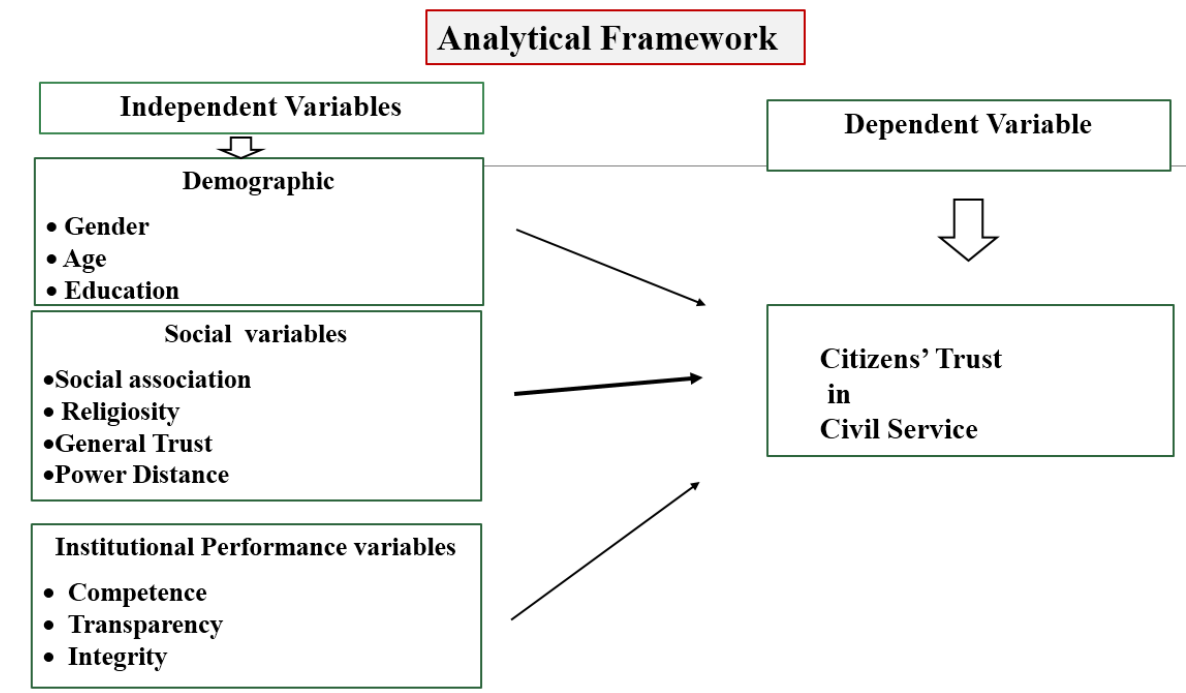 Analytical Framework
Independent Variables
Dependent Variable
Demographic
• Gender
• Age
• Education
Social variables
•Social association
• Religiosity
•General Trust
•Power Distance
Institutional Performance variables
• Competence
• Transparency
• Integrity
Citizens’ Trust
in
Civil Service